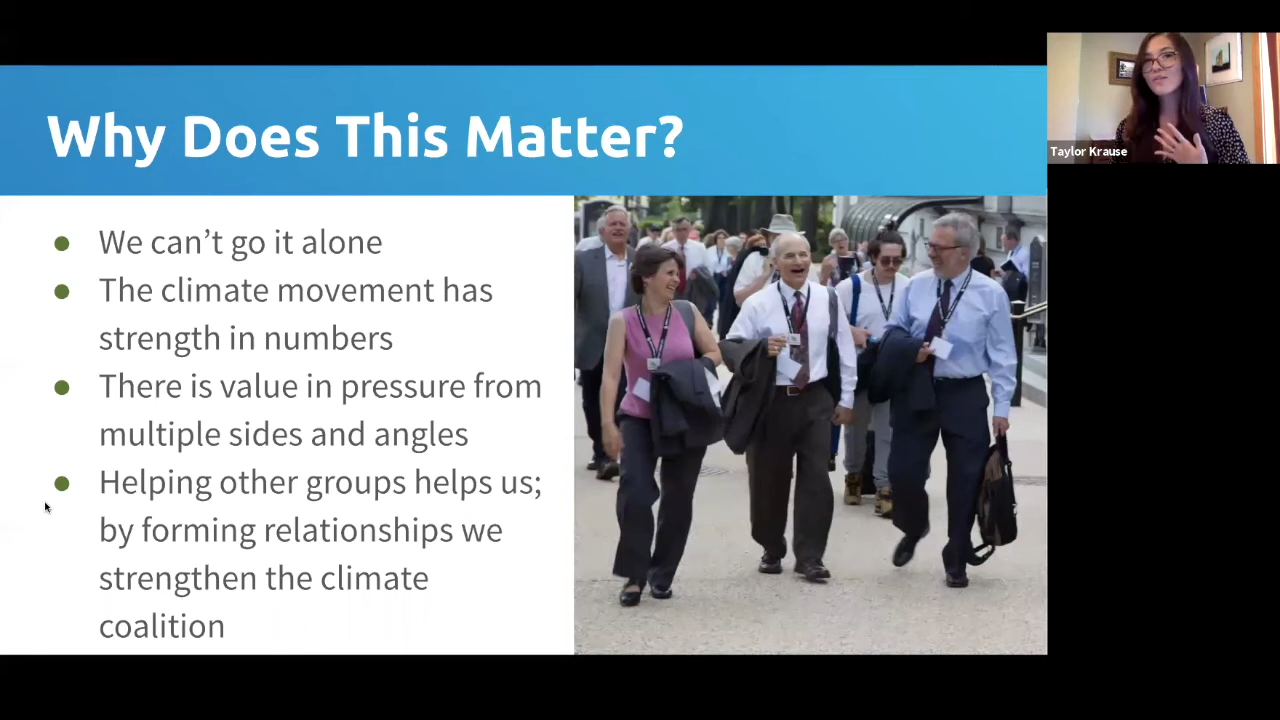 Why Does This Matter?
Taylor Krause
● We can’t go it alone
● The climate movement has
strength in numbers
● There is value in pressure from
multiple sides and angles
● Helping other groups helps us;
by forming relationships we
strengthen the climate
coalition